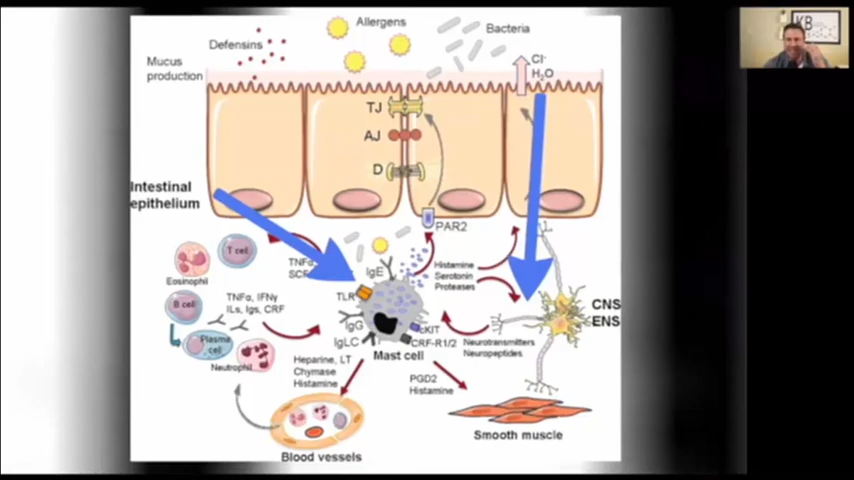 Defensins
Allergens
Bacteria
Mucus
production
Cl-
H2O
TJ
AJ
D
Intestinal
epithelium
PAR2
T cell
TNFα,
IgE
Histamine
Serotonin
Proteases
Eosinophil
B cell
TNFα, IFNγ
ILs, Igs, CRF
TLR
CNS
ENS
IgG
cKIT
CRF-R1/2
IgLC
Plasma
cell
Neutrophil
Mast cell
Neurotransmitters
Neuropeptides
Heparine, LT
Chymase
Histamine
PGD2
Histamine
Smooth muscle
Blood vessels
KB